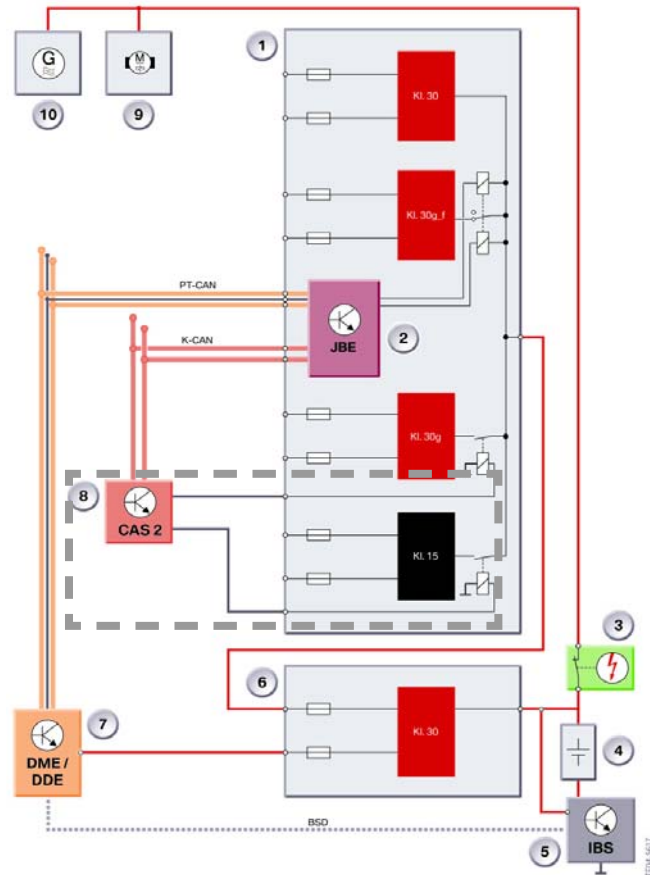 G
M
10
9
1
Kl. 30
Kl. 30g_f
PT-CAN
JBE
2
K-CAN
Kl. 30g
8
CAS 2
Kl. 15
3
6
7
Kl. 30
4
DME /
DDE
BSD
5
IBS